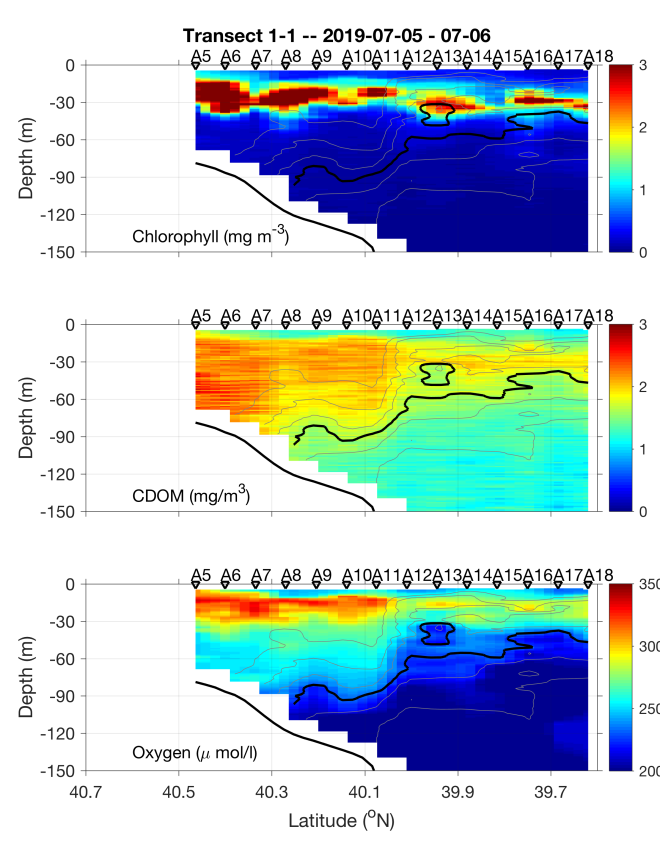 Transect 1-1 -- 2019-07-05 - 07-06
A5 A6 A7 A8 A9 A10 A11 A12 A13 A14 A15 A16 A17 A18
0
-30
-60
-90
-120
-150
Depth (m)
Chlorophyll (mg m-3)
3
2
1
0
A5 A6 A7 A8 A9 A10 A11 A12 A13 A14 A15 A16 A17 A18
0
-30
-60
-90
-120
-150
Depth (m)
CDOM (mg/m3)
3
2
1
0
A5 A6 A7 A8 A9 A10 A11 A12 A13 A14 A15 A16 A17 A18
0
-30
-60
-90
-120
-150
Depth (m)
Oxygen (μ mol/l)
350
300
250
200
40.7 40.5 40.3 40.1 39.9 39.7
Latitude (oN)